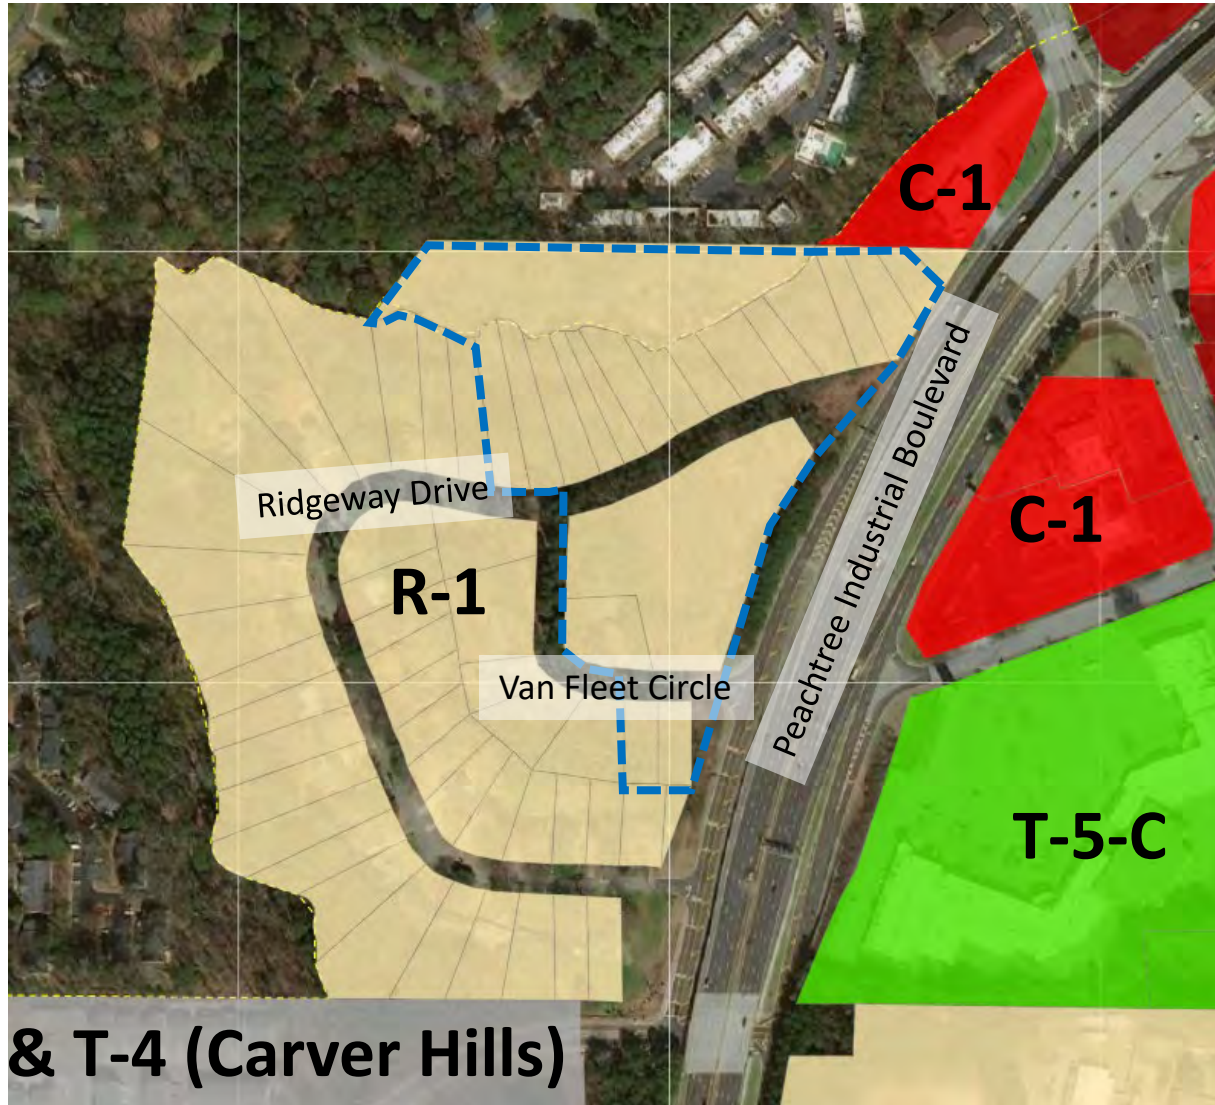 C-1
Ridgeway Drive
Peachtree Industrial Boulevard
C-1
R-1
Van Fleet Circle
T-5-C
& T-4 (Carver Hills)